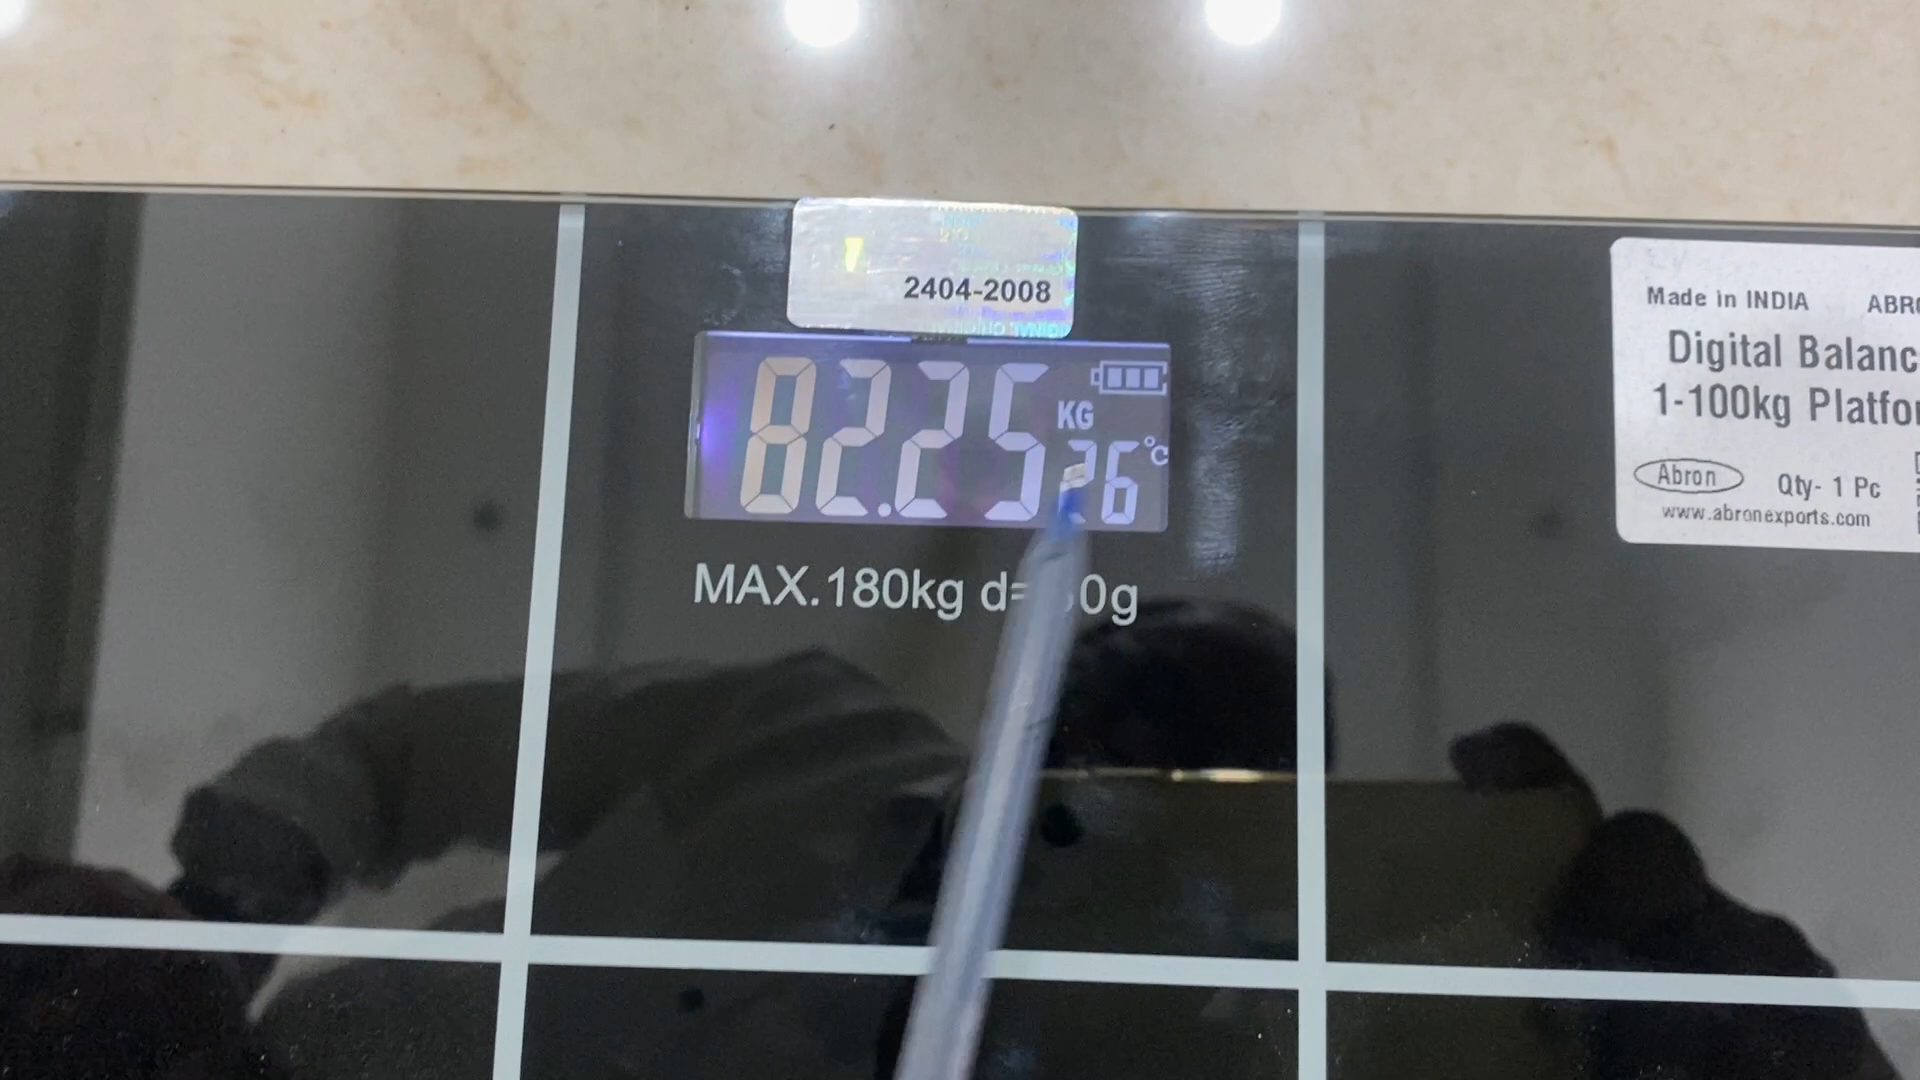 2404-2008
82.25 KG
26 °C
MAX.180kg d= 0g
Made in INDIA ABR
Digital Balanc
1-100kg Platfo
Abron Qty- 1 Pc
www.abronexports.com